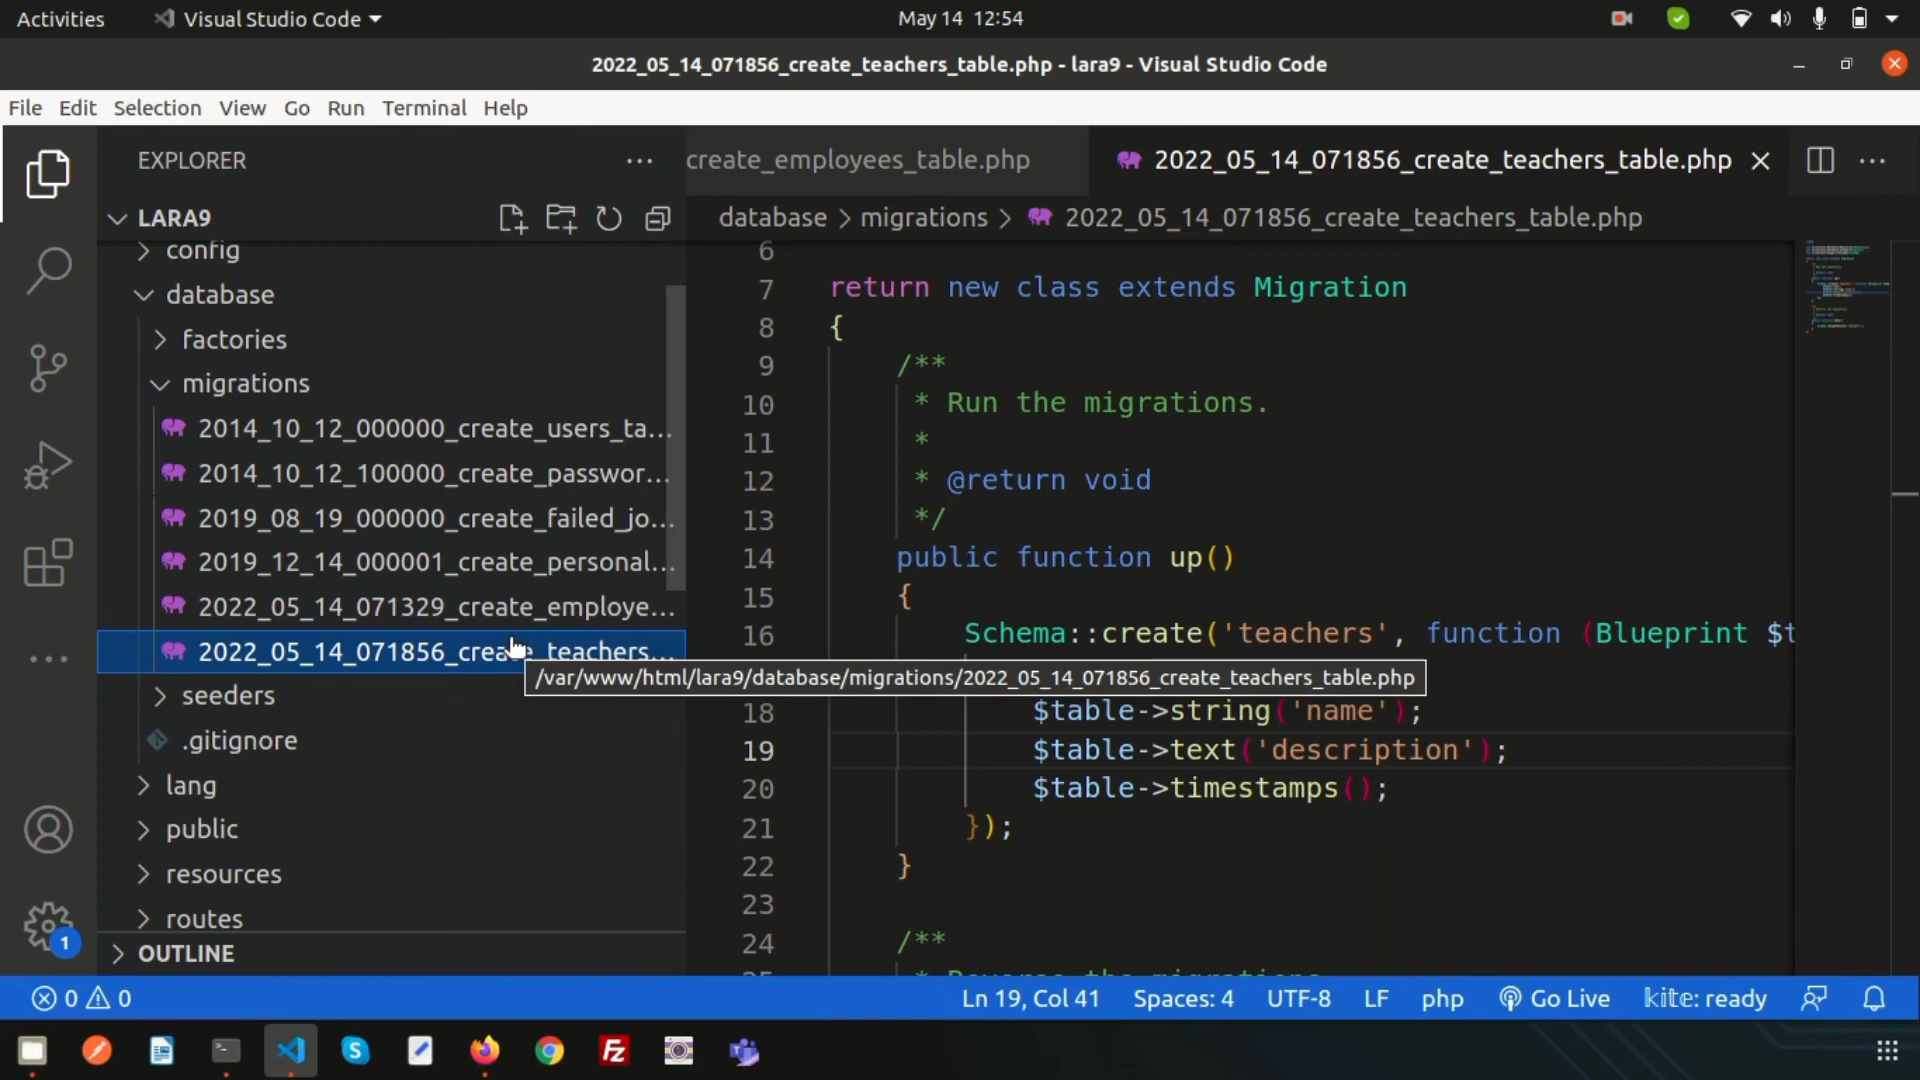 Activities
Visual Studio Code
May 14 12:54
2022_05_14_071856_create_teachers_table.php - lara9 - Visual Studio Code
File Edit Selection View Go Run Terminal Help
EXPLORER
LARA9
config
database
factories
migrations
2014_10_12_000000_create_users_ta...
2014_10_12_100000_create_passwor...
2019_08_19_000000_create_failed_jo...
2019_12_14_000001_create_personal...
2022_05_14_071329_create_employe...
2022_05_14_071856_create_teachers...
seeders
.gitignore
lang
public
resources
routes
OUTLINE
create_employees_table.php
2022_05_14_071856_create_teachers_table.php
database > migrations > 2022_05_14_071856_create_teachers_table.php
6
7 return new class extends Migration
8 {
9 /**
10 * Run the migrations.
11 *
12 * @return void
13 */
14 public function up()
15 {
16 Schema::create('teachers', function (Blueprint $t
/var/www/html/lara9/database/migrations/2022_05_14_071856_create_teachers_table.php
18 $table->string('name');
19 $table->text('description');
20 $table->timestamps();
21 });
22 }
23
24 /**
1
0 0
Ln 19, Col 41 Spaces: 4 UTF-8 LF php Go Live kite: ready